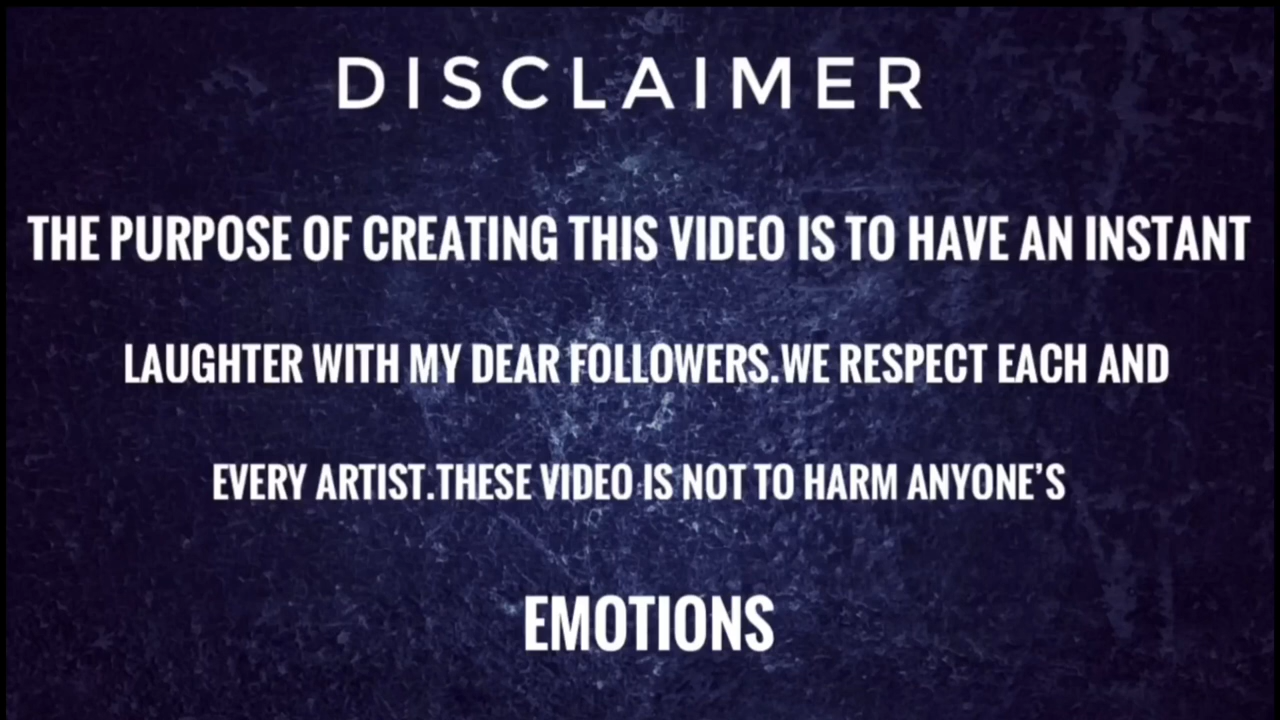 DISCLAIMER
THE PURPOSE OF CREATING THIS VIDEO IS TO HAVE AN INSTANT
LAUGHTER WITH MY DEAR FOLLOWERS.WE RESPECT EACH AND
EVERY ARTIST.THESE VIDEO IS NOT TO HARM ANYONE'S
EMOTIONS